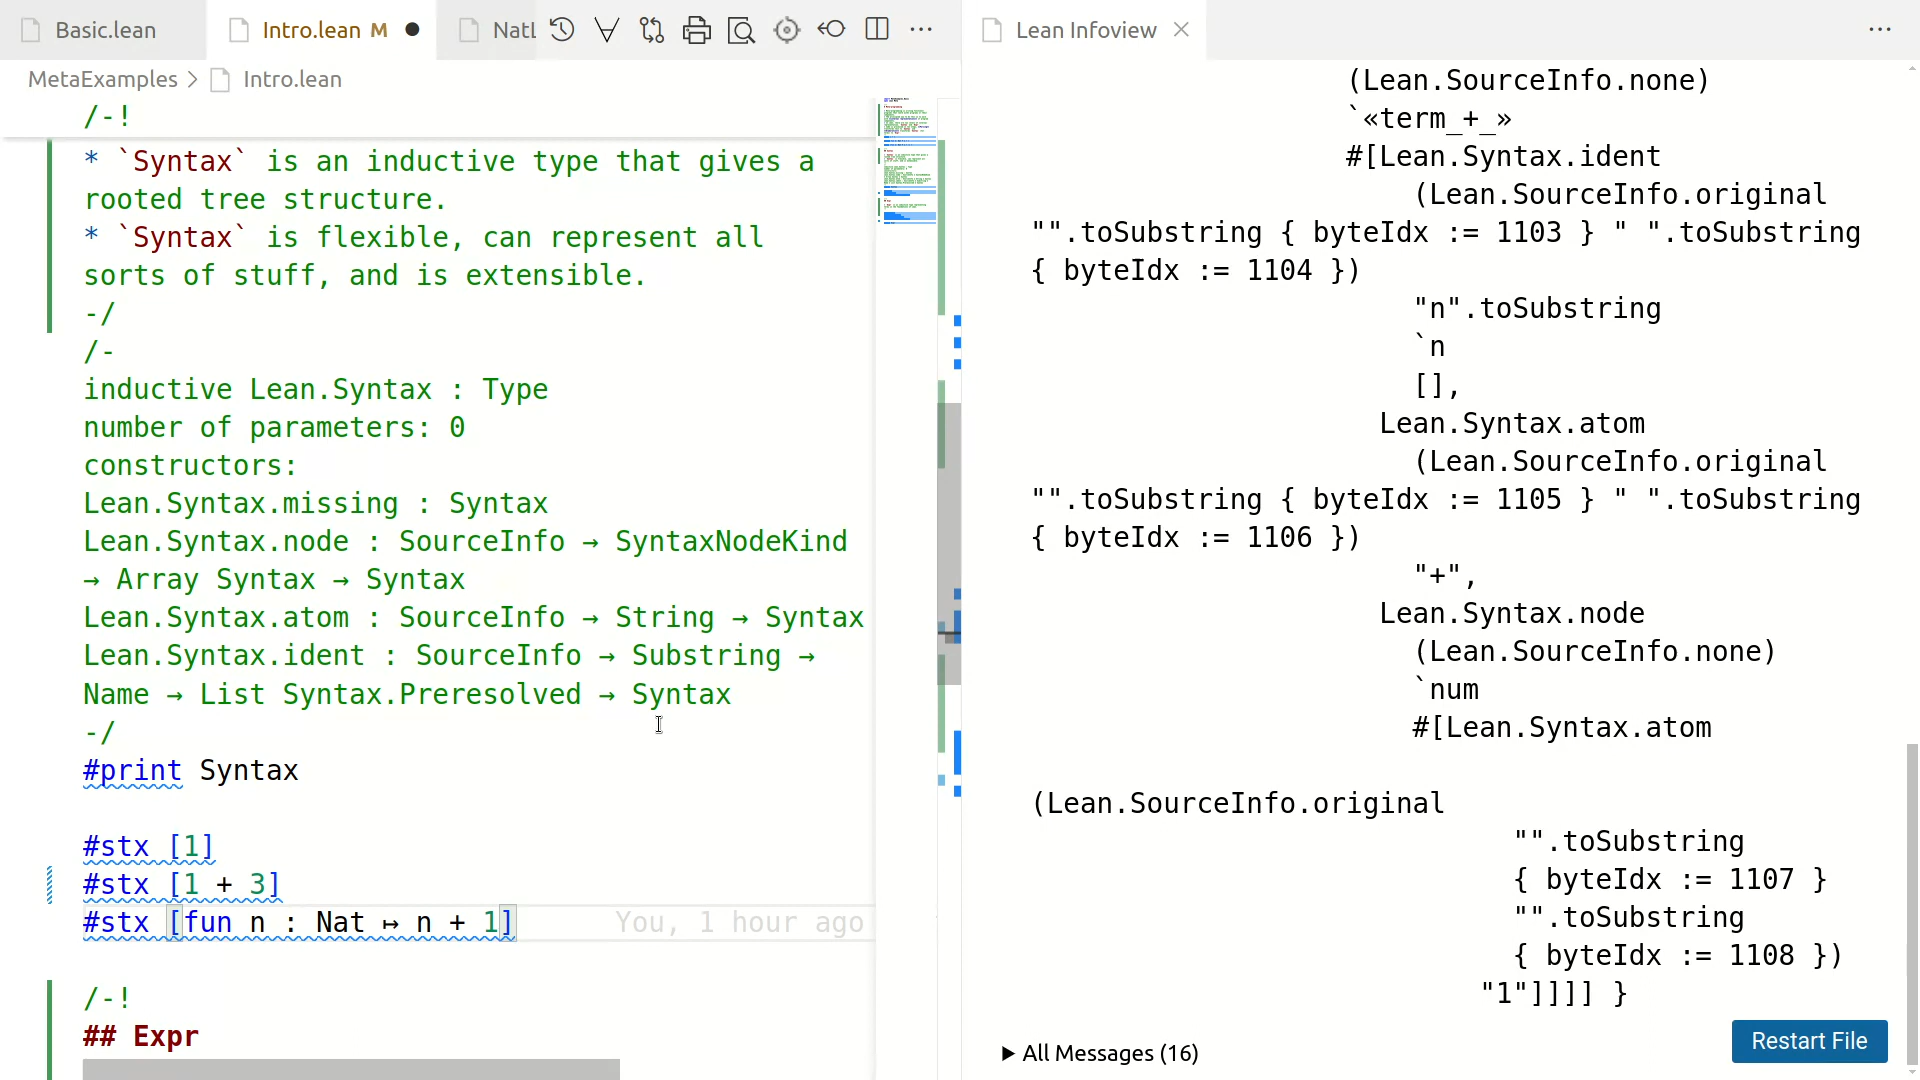 Basic.lean
Intro.lean M
Nat
Lean Infoview
MetaExamples > Intro.lean
/-!
* `Syntax` is an inductive type that gives a
rooted tree structure.
* `Syntax` is flexible, can represent all
sorts of stuff, and is extensible.
-/
/-
inductive Lean.Syntax : Type
number of parameters: 0
constructors:
Lean.Syntax.missing : Syntax
Lean.Syntax.node : SourceInfo → SyntaxNodeKind
→ Array Syntax → Syntax
Lean.Syntax.atom : SourceInfo → String → Syntax
Lean.Syntax.ident : SourceInfo → Substring →
Name → List Syntax.Preresolved → Syntax
-/
#print Syntax
#stx [1]
#stx [1 + 3]
#stx [fun n : Nat ↦ n + 1] You, 1 hour ago
/-!
## Expr
(Lean.SourceInfo.none)
`«term_+_»
#[Lean.Syntax.ident
(Lean.SourceInfo.original
"".toSubstring { byteIdx := 1103 } " ".toSubstring
{ byteIdx := 1104 })
"n".toSubstring
`n
[],
Lean.Syntax.atom
(Lean.SourceInfo.original
"".toSubstring { byteIdx := 1105 } " ".toSubstring
{ byteIdx := 1106 })
"+",
Lean.Syntax.node
(Lean.SourceInfo.none)
`num
#[Lean.Syntax.atom
(Lean.SourceInfo.original
"".toSubstring
{ byteIdx := 1107 }
"".toSubstring
{ byteIdx := 1108 })
"1"]]]] }
All Messages (16)
Restart File